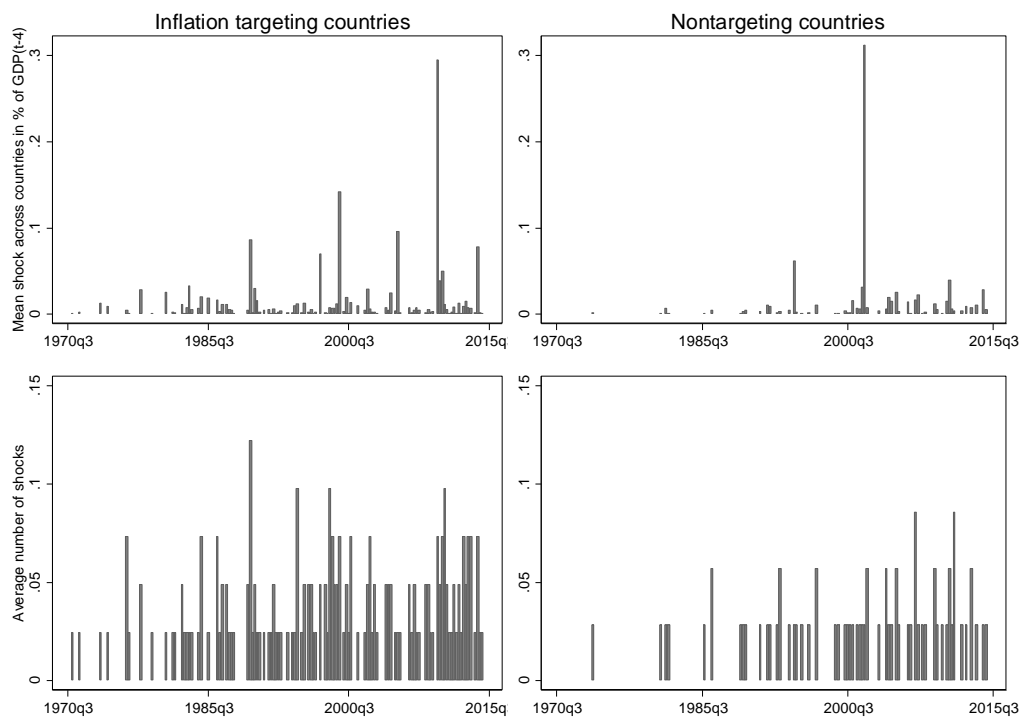 Inflation targeting countries
Nontargeting countries
Mean shock across countries in % of GDP(t-4)
.3
.2
.1
0
1970q3 1985q3 2000q3 2015q3
.3
.2
.1
0
1970q3 1985q3 2000q3 2015q3
Average number of shocks
.15
.1
.05
0
1970q3 1985q3 2000q3 2015q3
.15
.1
.05
0
1970q3 1985q3 2000q3 2015q3